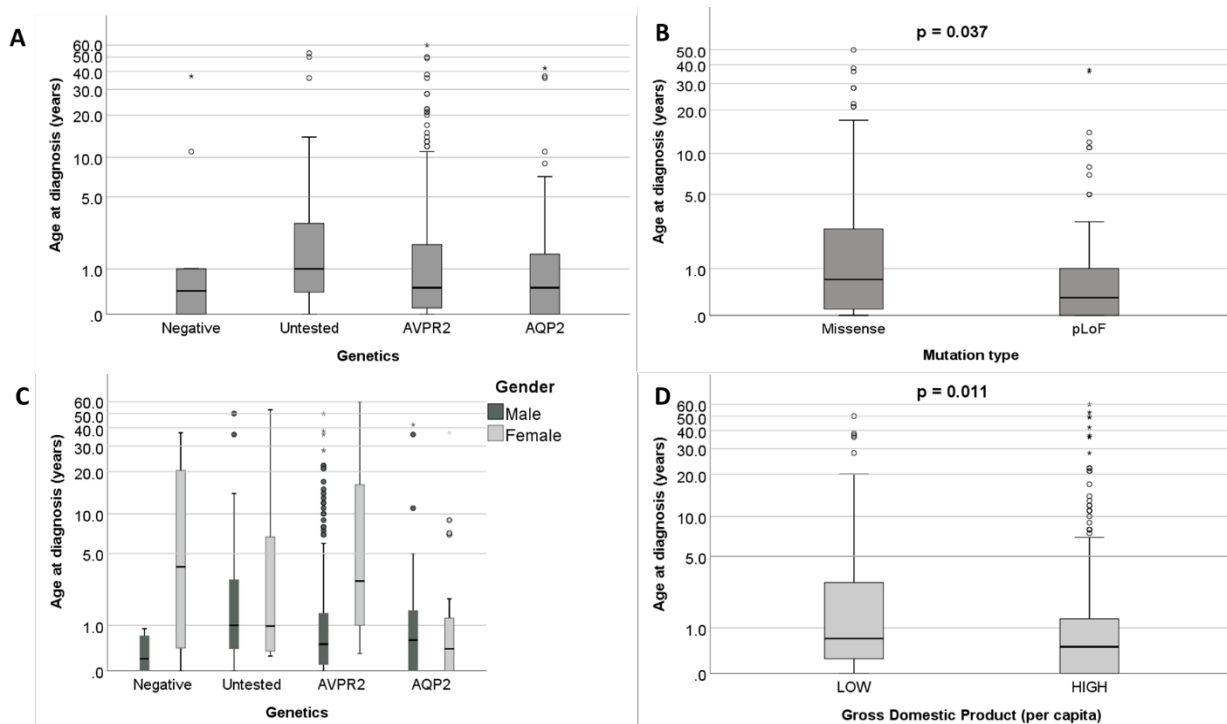 A
Age at diagnosis (years)
60.0
50.0
40.0
30.0
20.0
10.0
5.0
1.0
.0
Negative Untested AVPR2 AQP2
Genetics
B
p = 0.037
Age at diagnosis (years)
50.0
40.0
30.0
20.0
10.0
5.0
1.0
.0
Missense pLoF
Mutation type
C
Gender
Male
Female
Age at diagnosis (years)
60.0
50.0
40.0
30.0
20.0
10.0
5.0
1.0
.0
Negative Untested AVPR2 AQP2
Genetics
D
p = 0.011
Age at diagnosis (years)
60.0
50.0
40.0
30.0
20.0
10.0
5.0
1.0
.0
LOW HIGH
Gross Domestic Product (per capita)